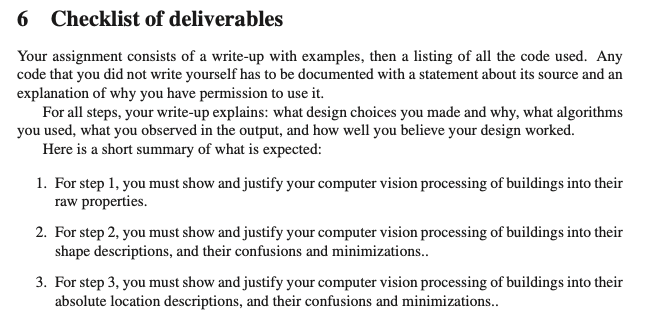 6 Checklist of deliverables
Your assignment consists of a write-up with examples, then a listing of all the code used. Any
code that you did not write yourself has to be documented with a statement about its source and an
explanation of why you have permission to use it.
For all steps, your write-up explains: what design choices you made and why, what algorithms
you used, what you observed in the output, and how well you believe your design worked.
Here is a short summary of what is expected:
1. For step 1, you must show and justify your computer vision processing of buildings into their
raw properties.
2. For step 2, you must show and justify your computer vision processing of buildings into their
shape descriptions, and their confusions and minimizations..
3. For step 3, you must show and justify your computer vision processing of buildings into their
absolute location descriptions, and their confusions and minimizations..